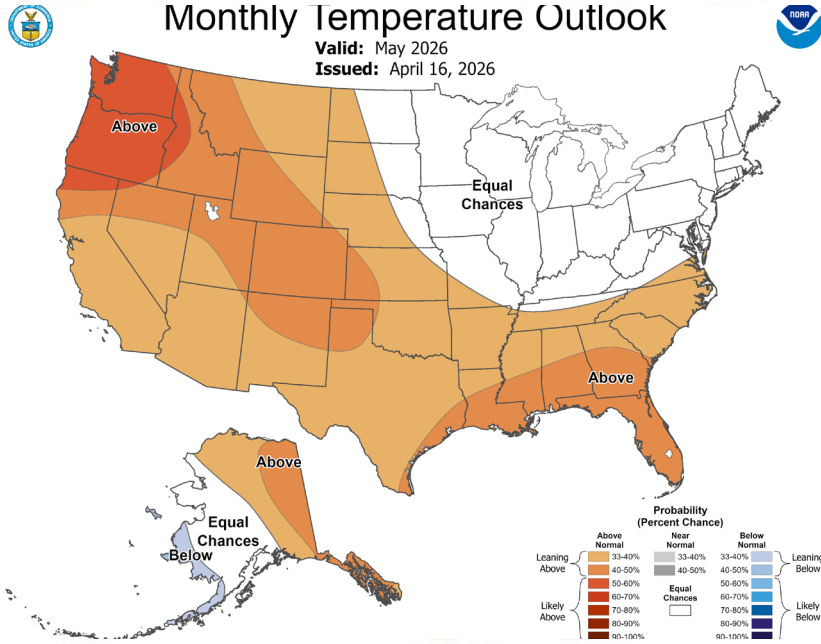 Monthly Temperature Outlook
Valid: May 2026
Issued: April 16, 2026
NOAA
Above
Equal
Chances
Above
Above
Equal
Chances
Below
Probability
(Percent Chance)
Above
Normal
Near
Normal
Below
Normal
Leaning
Above
33-40%
40-50%
33-40%
40-50%
33-40%
40-50%
Leaning
Below
Likely
Above
50-60%
60-70%
70-80%
80-90%
90-100%
Equal
Chances
50-60%
60-70%
70-80%
80-90%
90-100%
Likely
Below